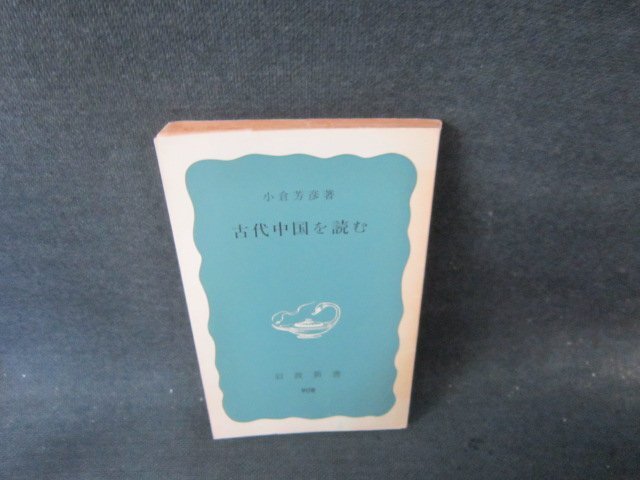 小倉芳彦著
古代中国を読む
岩波新書